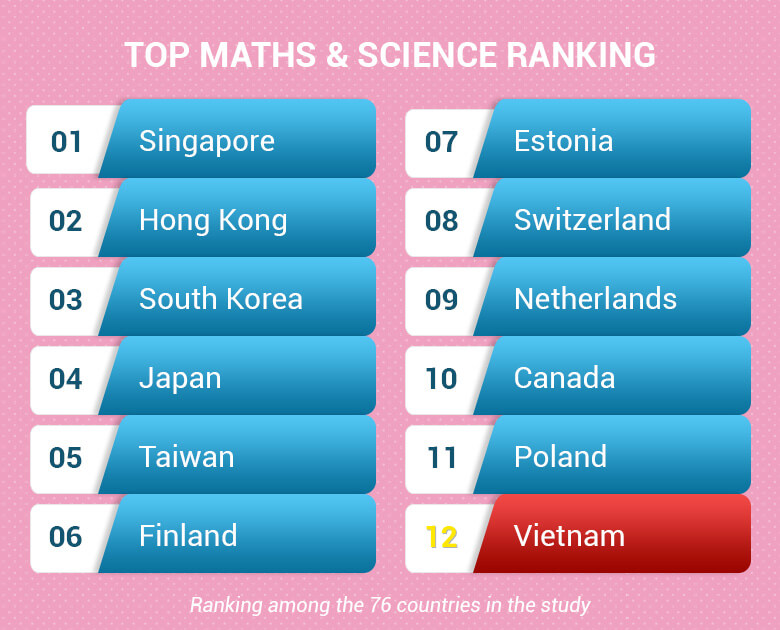 TOP MATHS & SCIENCE RANKING
01 Singapore
02 Hong Kong
03 South Korea
04 Japan
05 Taiwan
06 Finland
07 Estonia
08 Switzerland
09 Netherlands
10 Canada
11 Poland
12 Vietnam
Ranking among the 76 countries in the study